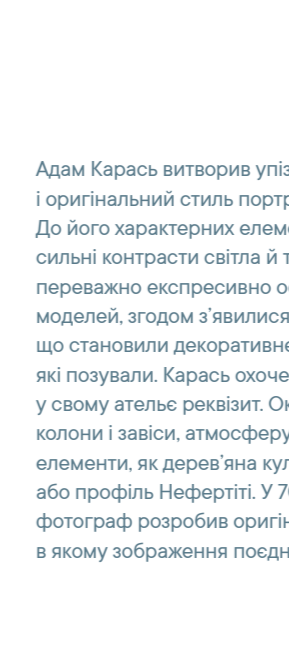 Адам Карась витворив упіз
і оригінальний стиль портр
До його характерних елем
сильні контрасти світла й т
переважно експресивно о
моделей, згодом з’явилися
що становили декоративне
які позували. Карась охоче
у свому ательє реквізит. Ок
колони і завіси, атмосферу
елементи, як дерев’яна кул
або профіль Нефертіті. У 7
фотограф розробив оригін
в якому зображення поєдн